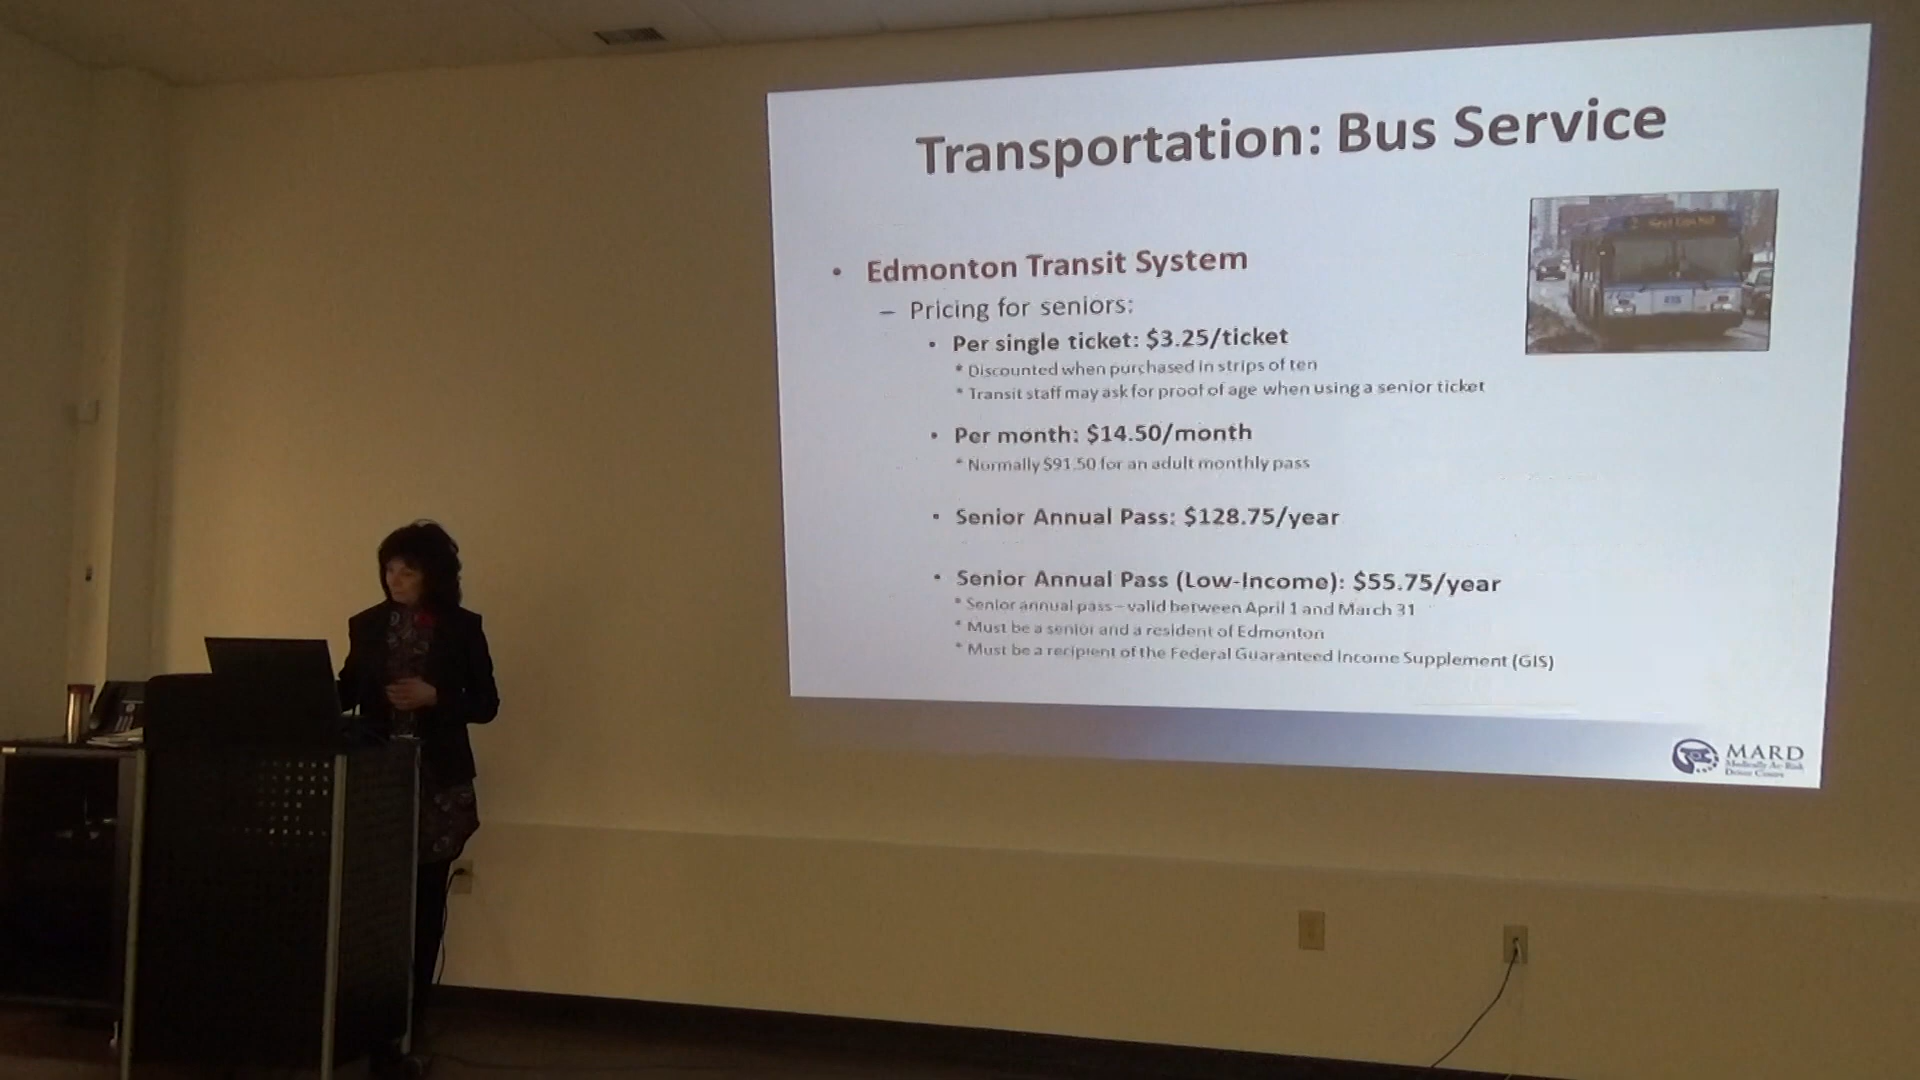 Transportation: Bus Service
• Edmonton Transit System
– Pricing for seniors:
• Per single ticket: $3.25/ticket
* Discounted when purchased in strips of ten
* Transit staff may ask for proof of age when using a senior ticket
• Per month: $14.50/month
* Normally $91.50 for an adult monthly pass
• Senior Annual Pass: $128.75/year
• Senior Annual Pass (Low-Income): $55.75/year
* Senior annual pass – valid between April 1 and March 31
* Must be a senior and a resident of Edmonton
* Must be a recipient of the Federal Guaranteed Income Supplement (GIS)
MARD
Medically At-Risk
Driver Centre